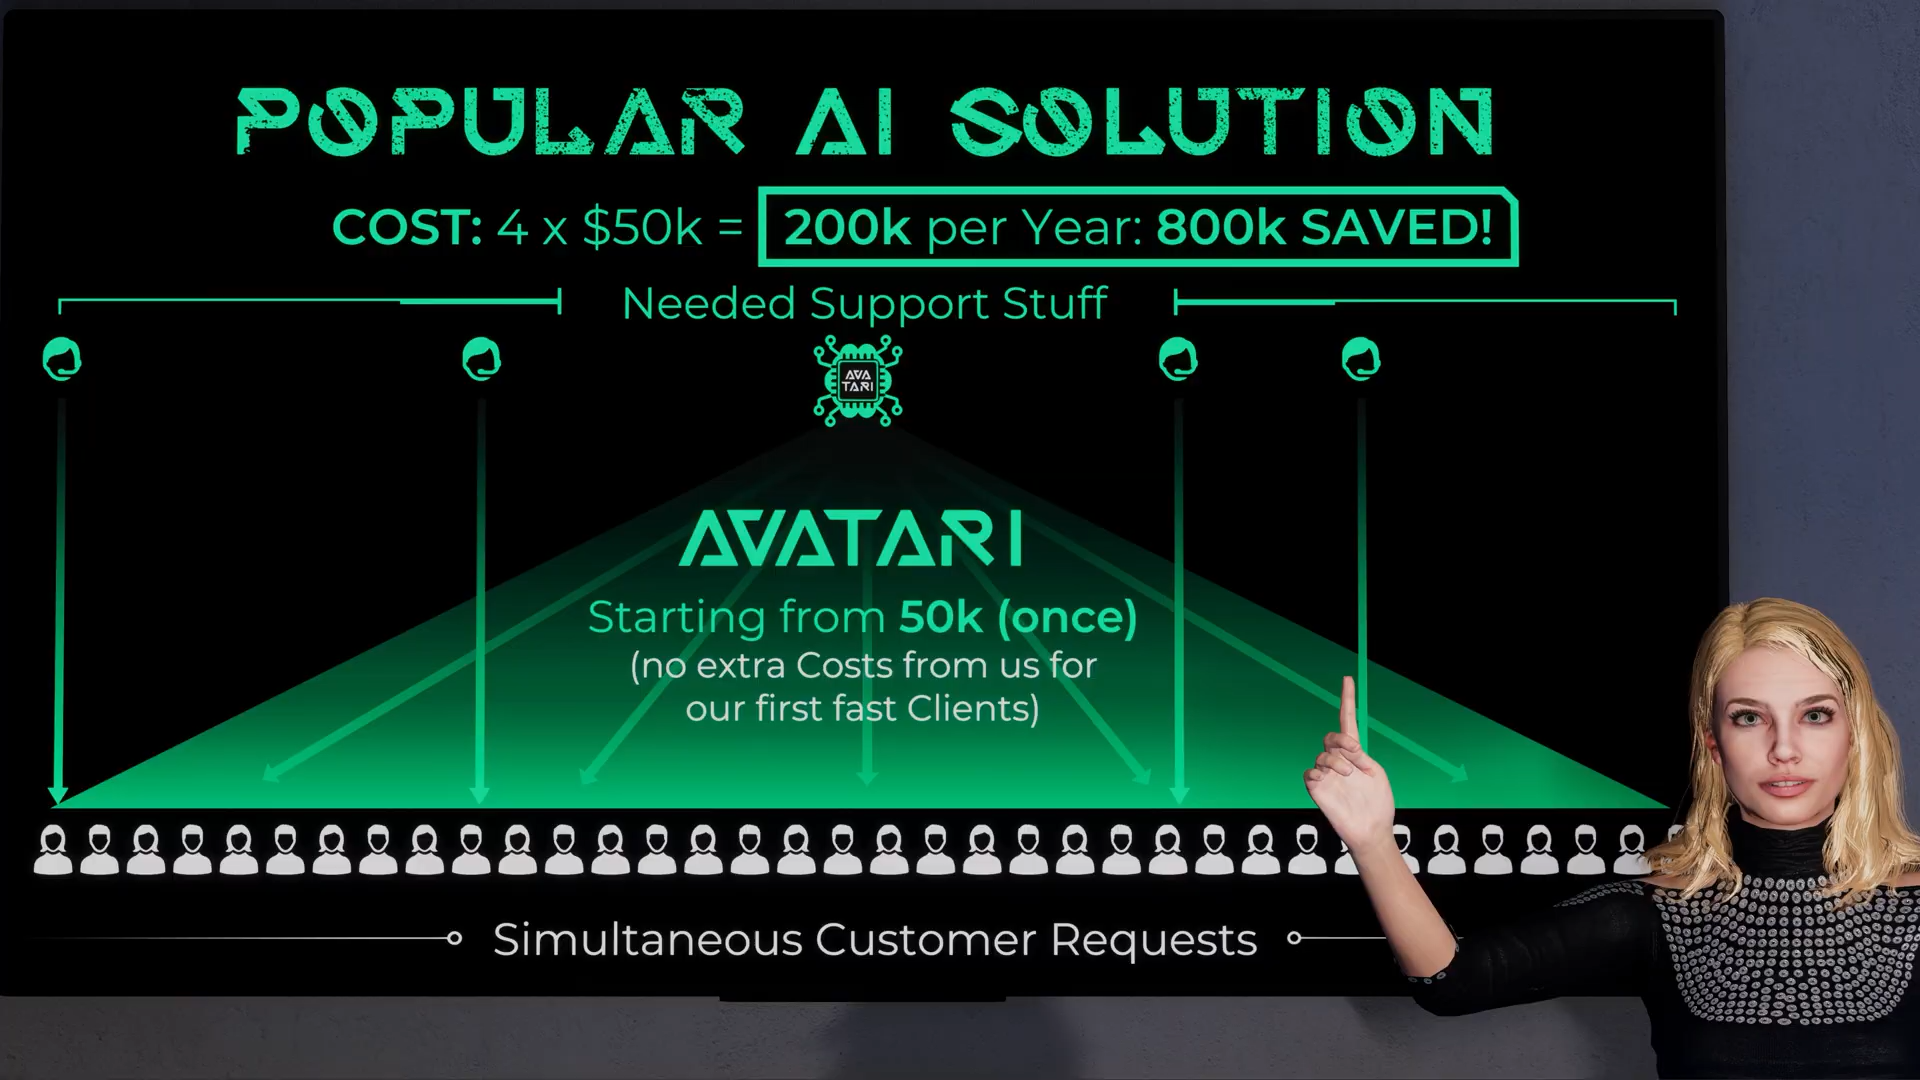 POPULAR AI SOLUTION
COST: 4 x $50k = 200k per Year: 800k SAVED!
Needed Support Stuff
AVA
TARI
AVATARI
Starting from 50k (once)
(no extra Costs from us for
our first fast Clients)
Simultaneous Customer Requests